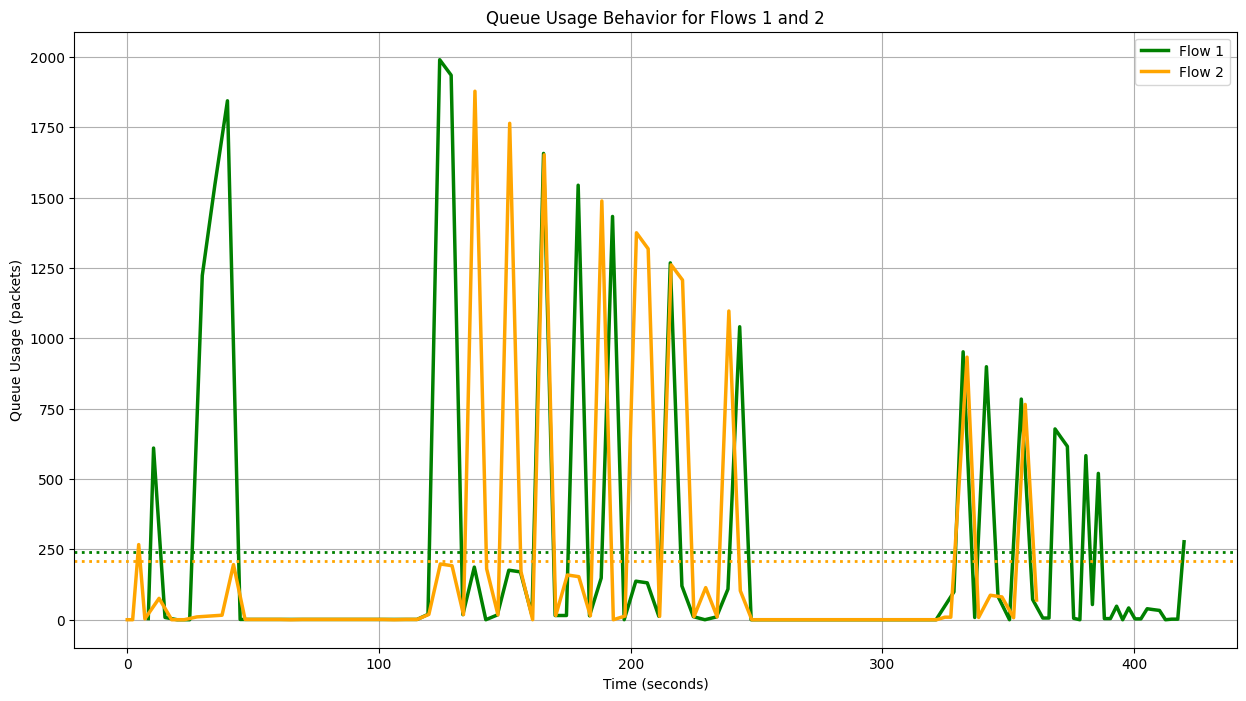 Queue Usage Behavior for Flows 1 and 2
Flow 1
Flow 2
2000
1750
1500
1250
1000
750
500
250
0
Queue Usage (packets)
0 100 200 300 400
Time (seconds)